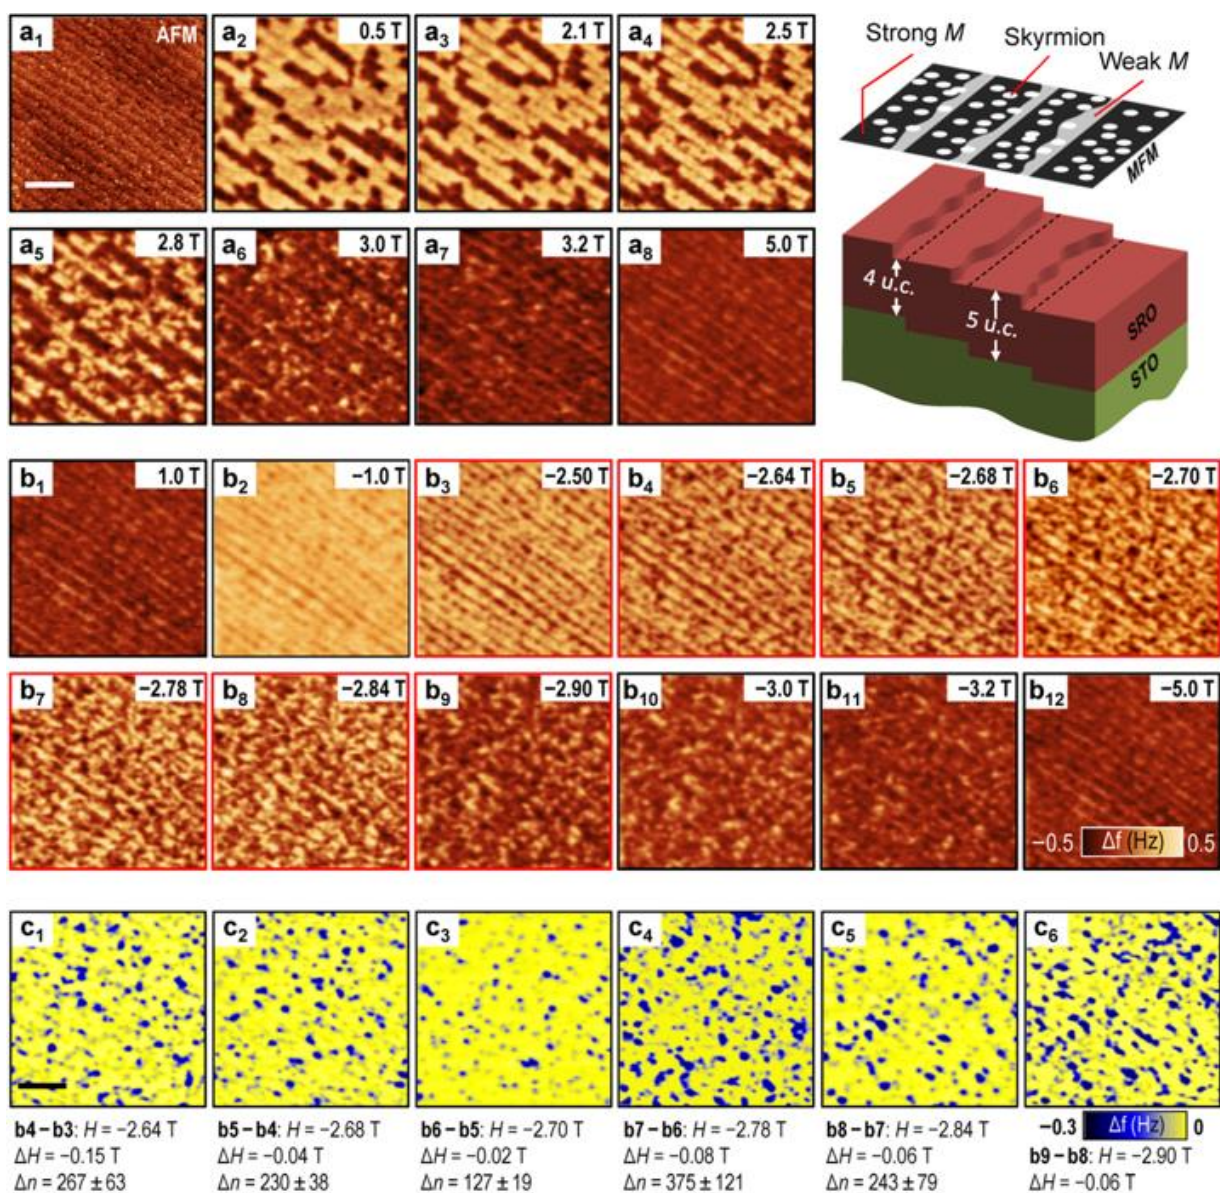 a1 AFM
a2 0.5 T
a3 2.1 T
a4 2.5 T
Strong M
Skyrmion
Weak M
MFM
a5 2.8 T
a6 3.0 T
a7 3.2 T
a8 5.0 T
4 u.c.
5 u.c.
SRO
STO
b1 1.0 T
b2 −1.0 T
b3 −2.50 T
b4 −2.64 T
b5 −2.68 T
b6 −2.70 T
b7 −2.78 T
b8 −2.84 T
b9 −2.90 T
b10 −3.0 T
b11 −3.2 T
b12 −5.0 T
−0.5 Δf (Hz) 0.5
c1
c2
c3
c4
c5
c6
b4 − b3: H = −2.64 T
ΔH = −0.15 T
Δn = 267 ± 63
b5 − b4: H = −2.68 T
ΔH = −0.04 T
Δn = 230 ± 38
b6 − b5: H = −2.70 T
ΔH = −0.02 T
Δn = 127 ± 19
b7 − b6: H = −2.78 T
ΔH = −0.08 T
Δn = 375 ± 121
b8 − b7: H = −2.84 T
ΔH = −0.06 T
Δn = 243 ± 79
−0.3 Δf (Hz) 0
b9 − b8: H = −2.90 T
ΔH = −0.06 T